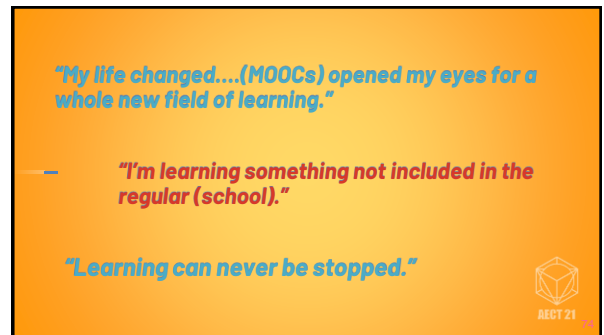 “My life changed....(MOOCs) opened my eyes for a
whole new field of learning.”
“I’m learning something not included in the
regular (school).”
“Learning can never be stopped.”
AECT 21
74